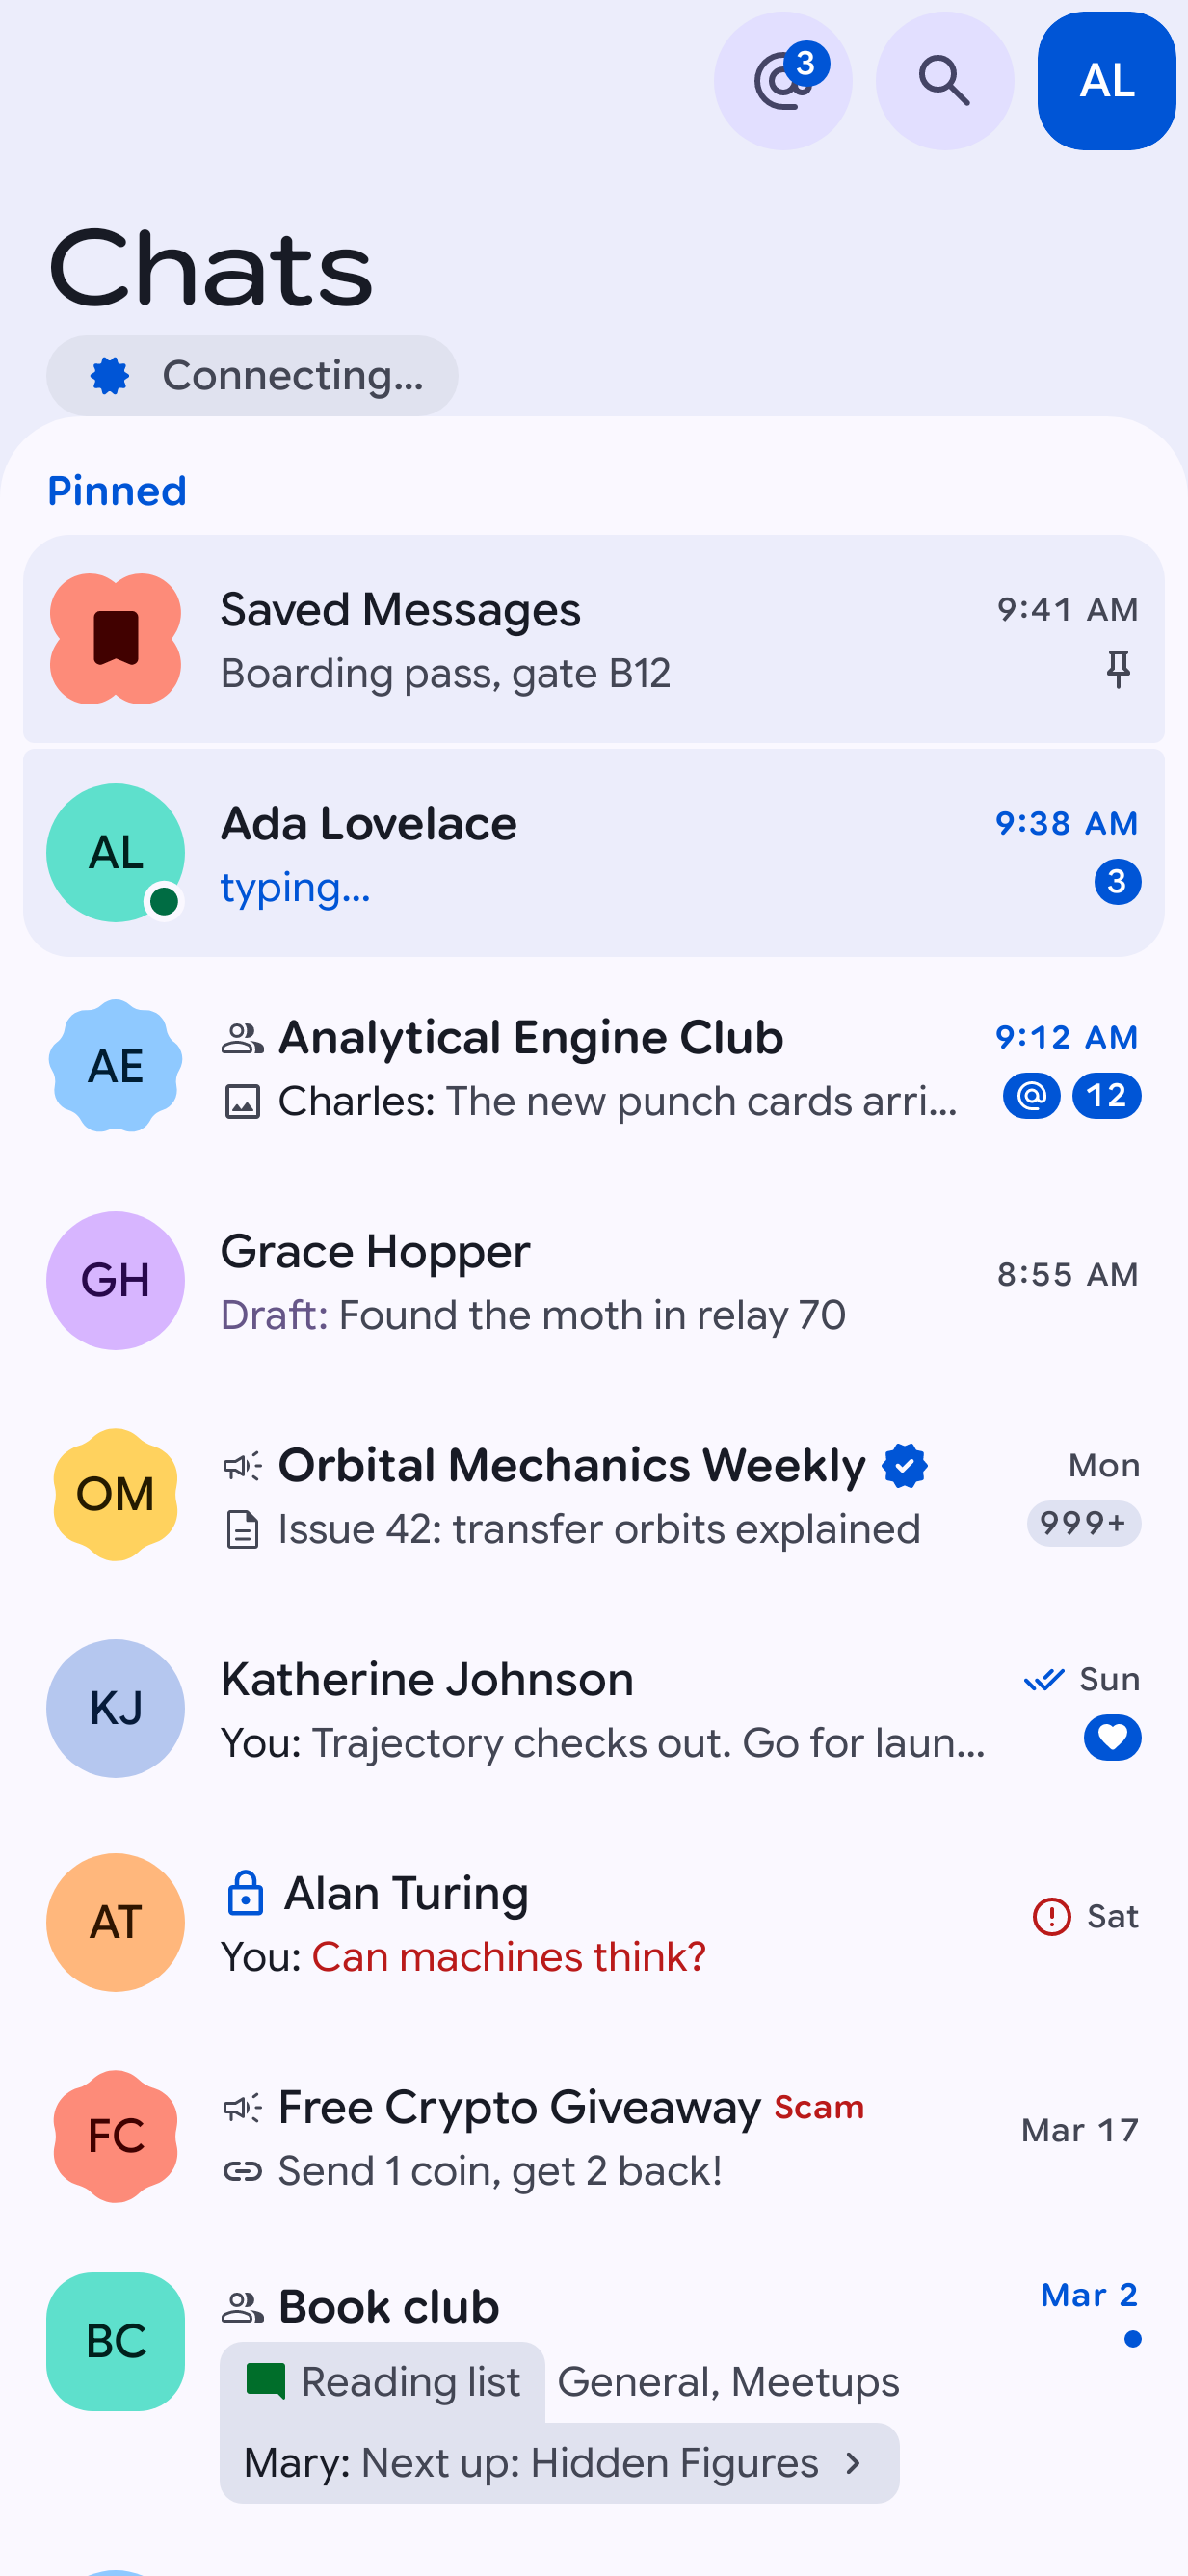 3
AL
Chats
Connecting...
Pinned
Saved Messages
9:41 AM
Boarding pass, gate B12
AL
Ada Lovelace
9:38 AM
typing...
3
AE
Analytical Engine Club
9:12 AM
Charles: The new punch cards arri...
@ 12
GH
Grace Hopper
8:55 AM
Draft: Found the moth in relay 70
OM
Orbital Mechanics Weekly
Mon
Issue 42: transfer orbits explained
999+
KJ
Katherine Johnson
Sun
You: Trajectory checks out. Go for laun...
AT
Alan Turing
Sat
You: Can machines think?
FC
Free Crypto Giveaway Scam
Mar 17
Send 1 coin, get 2 back!
BC
Book club
Mar 2
Reading list General, Meetups
Mary: Next up: Hidden Figures